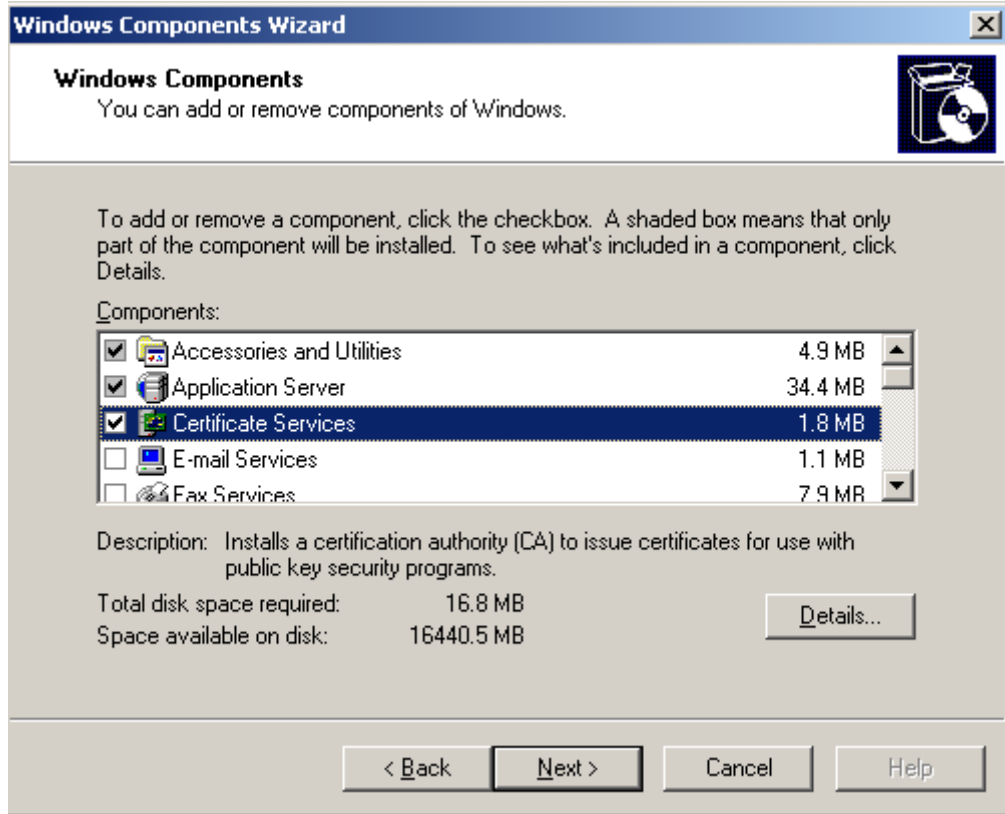 Windows Components Wizard
Windows Components
You can add or remove components of Windows.
To add or remove a component, click the checkbox. A shaded box means that only
part of the component will be installed. To see what's included in a component, click
Details.
Components:
Accessories and Utilities 4.9 MB
Application Server 34.4 MB
Certificate Services 1.8 MB
E-mail Services 1.1 MB
Fax Services 7.9 MB
Description: Installs a certification authority (CA) to issue certificates for use with
public key security programs.
Total disk space required: 16.8 MB
Space available on disk: 16440.5 MB
Details...
< Back Next > Cancel Help